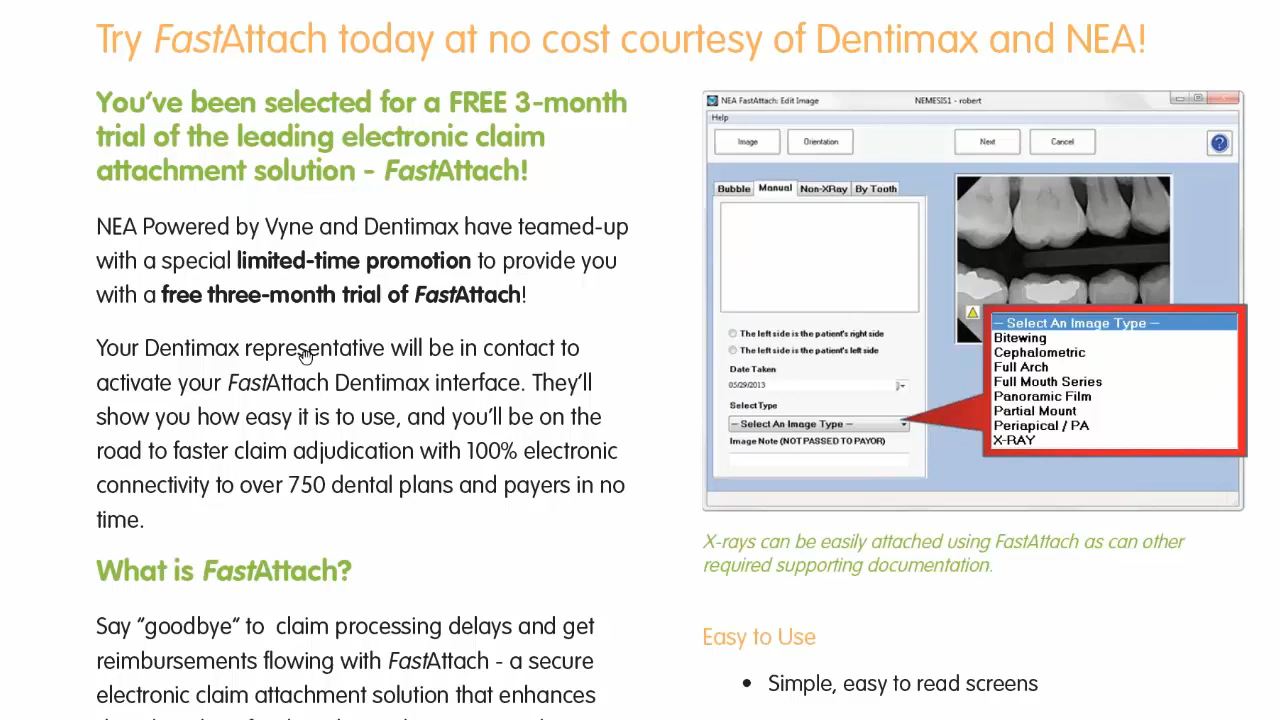 Try FastAttach today at no cost courtesy of Dentimax and NEA!
You've been selected for a FREE 3-month
trial of the leading electronic claim
attachment solution - FastAttach!
NEA Powered by Vyne and Dentimax have teamed-up
with a special limited-time promotion to provide you
with a free three-month trial of FastAttach!
Your Dentimax representative will be in contact to
activate your FastAttach Dentimax interface. They'll
show you how easy it is to use, and you'll be on the
road to faster claim adjudication with 100% electronic
connectivity to over 750 dental plans and payers in no
time.
What is FastAttach?
Say "goodbye" to claim processing delays and get
reimbursements flowing with FastAttach - a secure
electronic claim attachment solution that enhances
NEA FastAttach: Edit Image
NEMESIS1 - robert
Help
Image
Orientation
Next
Cancel
?
Bubble
Manual
Non-XRay
By Tooth
The left side is the patient's right side
The left side is the patient's left side
Date Taken
05/29/2013
Select Type
-- Select An Image Type --
Image Note (NOT PASSED TO PAYOR)
-- Select An Image Type --
Bitewing
Cephalometric
Full Arch
Full Mouth Series
Panoramic Film
Partial Mount
Periapical / PA
X-RAY
X-rays can be easily attached using FastAttach as can other
required supporting documentation.
Easy to Use
• Simple, easy to read screens